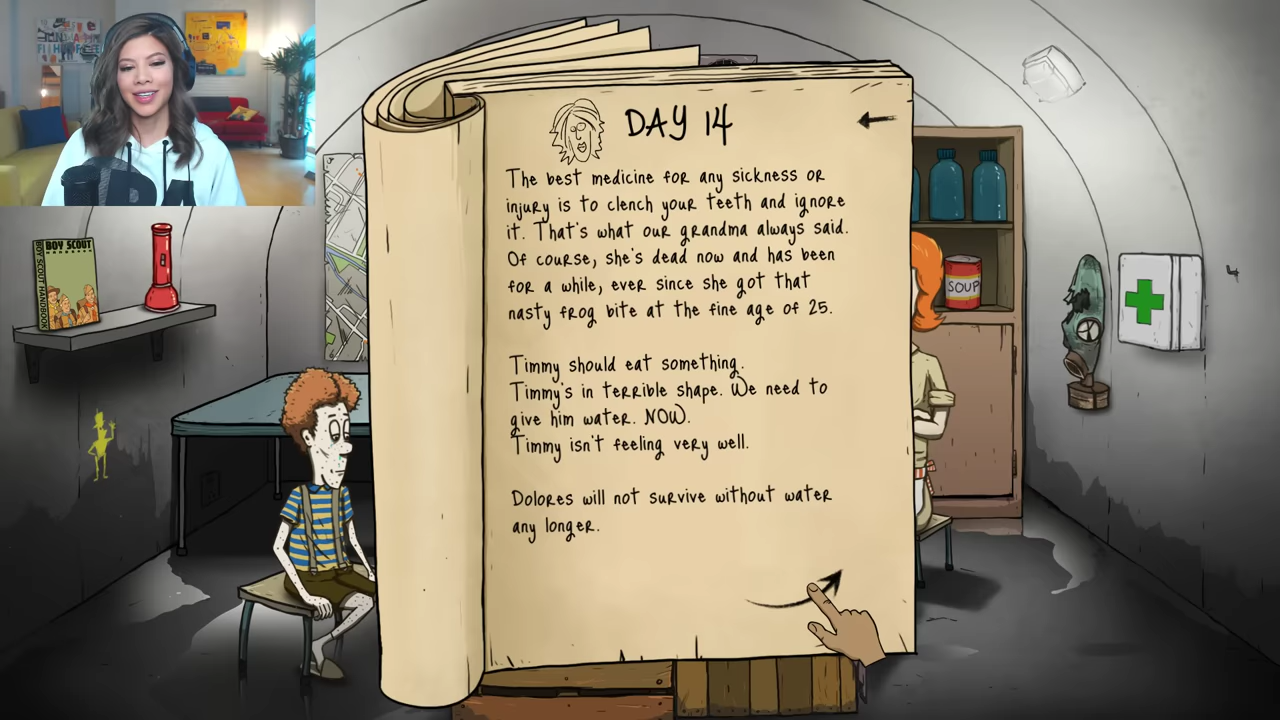 DAY 14
The best medicine for any sickness or
injury is to clench your teeth and ignore
it. That's what our grandma always said.
Of course, she's dead now and has been
for a while, ever since she got that
nasty frog bite at the fine age of 25.
Timmy should eat something.
Timmy's in terrible shape. We need to
give him water. NOW.
Timmy isn't feeling very well.
Dolores will not survive without water
any longer.
BOY SCOUT
BOY SCOUT HANDBOOK
SOUP